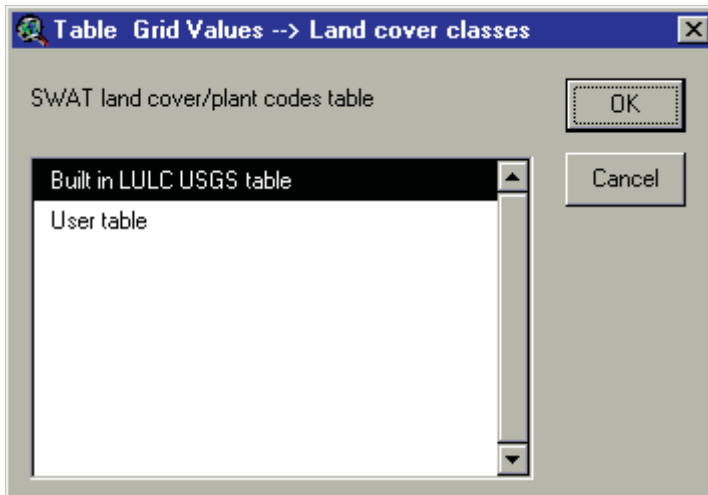 Table  Grid Values --> Land cover classes
SWAT land cover/plant codes table
OK
Built in LULC USGS table
Cancel
User table